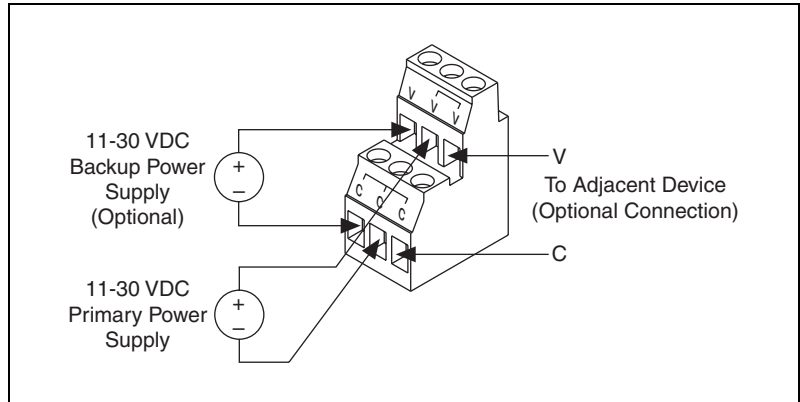 V V V
11-30 VDC
Backup Power
Supply
(Optional)
+
–
C C C
V
To Adjacent Device
(Optional Connection)
C
11-30 VDC
Primary Power
Supply
+
–